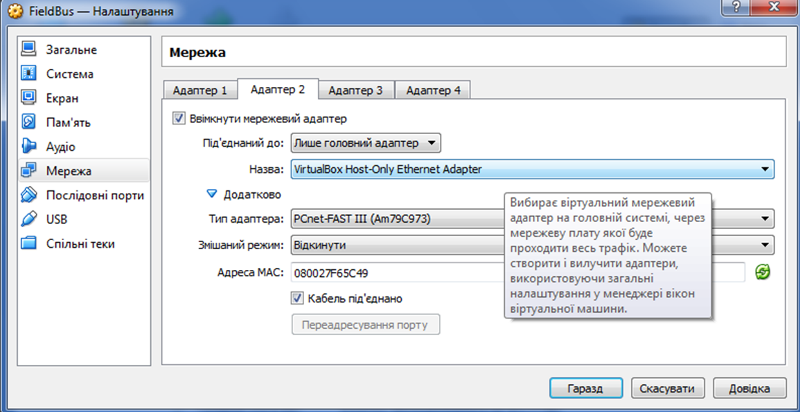 FieldBus — Налаштування
Загальне
Система
Екран
Пам'ять
Аудіо
Мережа
Послідовні порти
USB
Спільні теки
Мережа
Адаптер 1
Адаптер 2
Адаптер 3
Адаптер 4
Ввімкнути мережевий адаптер
Під'єднаний до: Лише головний адаптер
Назва: VirtualBox Host-Only Ethernet Adapter
Додатково
Тип адаптера: PCnet-FAST III (Am79C973)
Змішаний режим: Відкинути
Адреса MAC: 080027F65C49
Кабель під'єднано
Переадресування порту
Вибирає віртуальний мережевий
адаптер на головній системі, через
мережеву плату якої буде
проходити весь трафік. Можете
створити і вилучити адаптери,
використовуючи загальні
налаштування у менеджері вікон
віртуальної машини.
Гаразд
Скасувати
Довідка